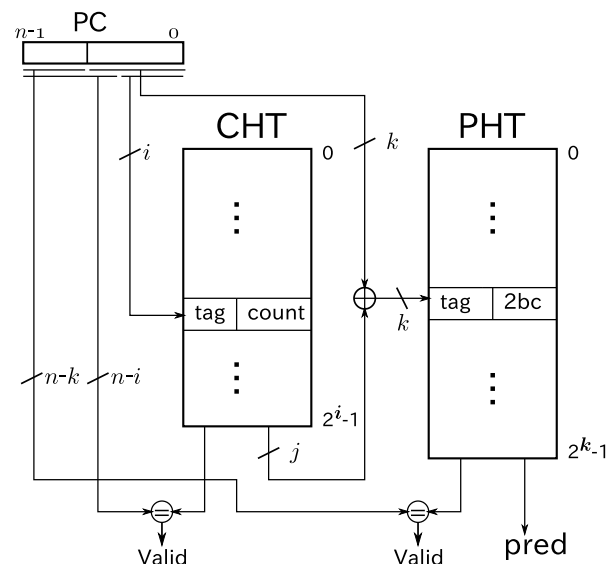 PC
n-1 0
CHT
PHT
0
0
i
k
tag count
tag 2bc
k
n-k
n-i
2^i-1
j
2^k-1
Valid
Valid
pred